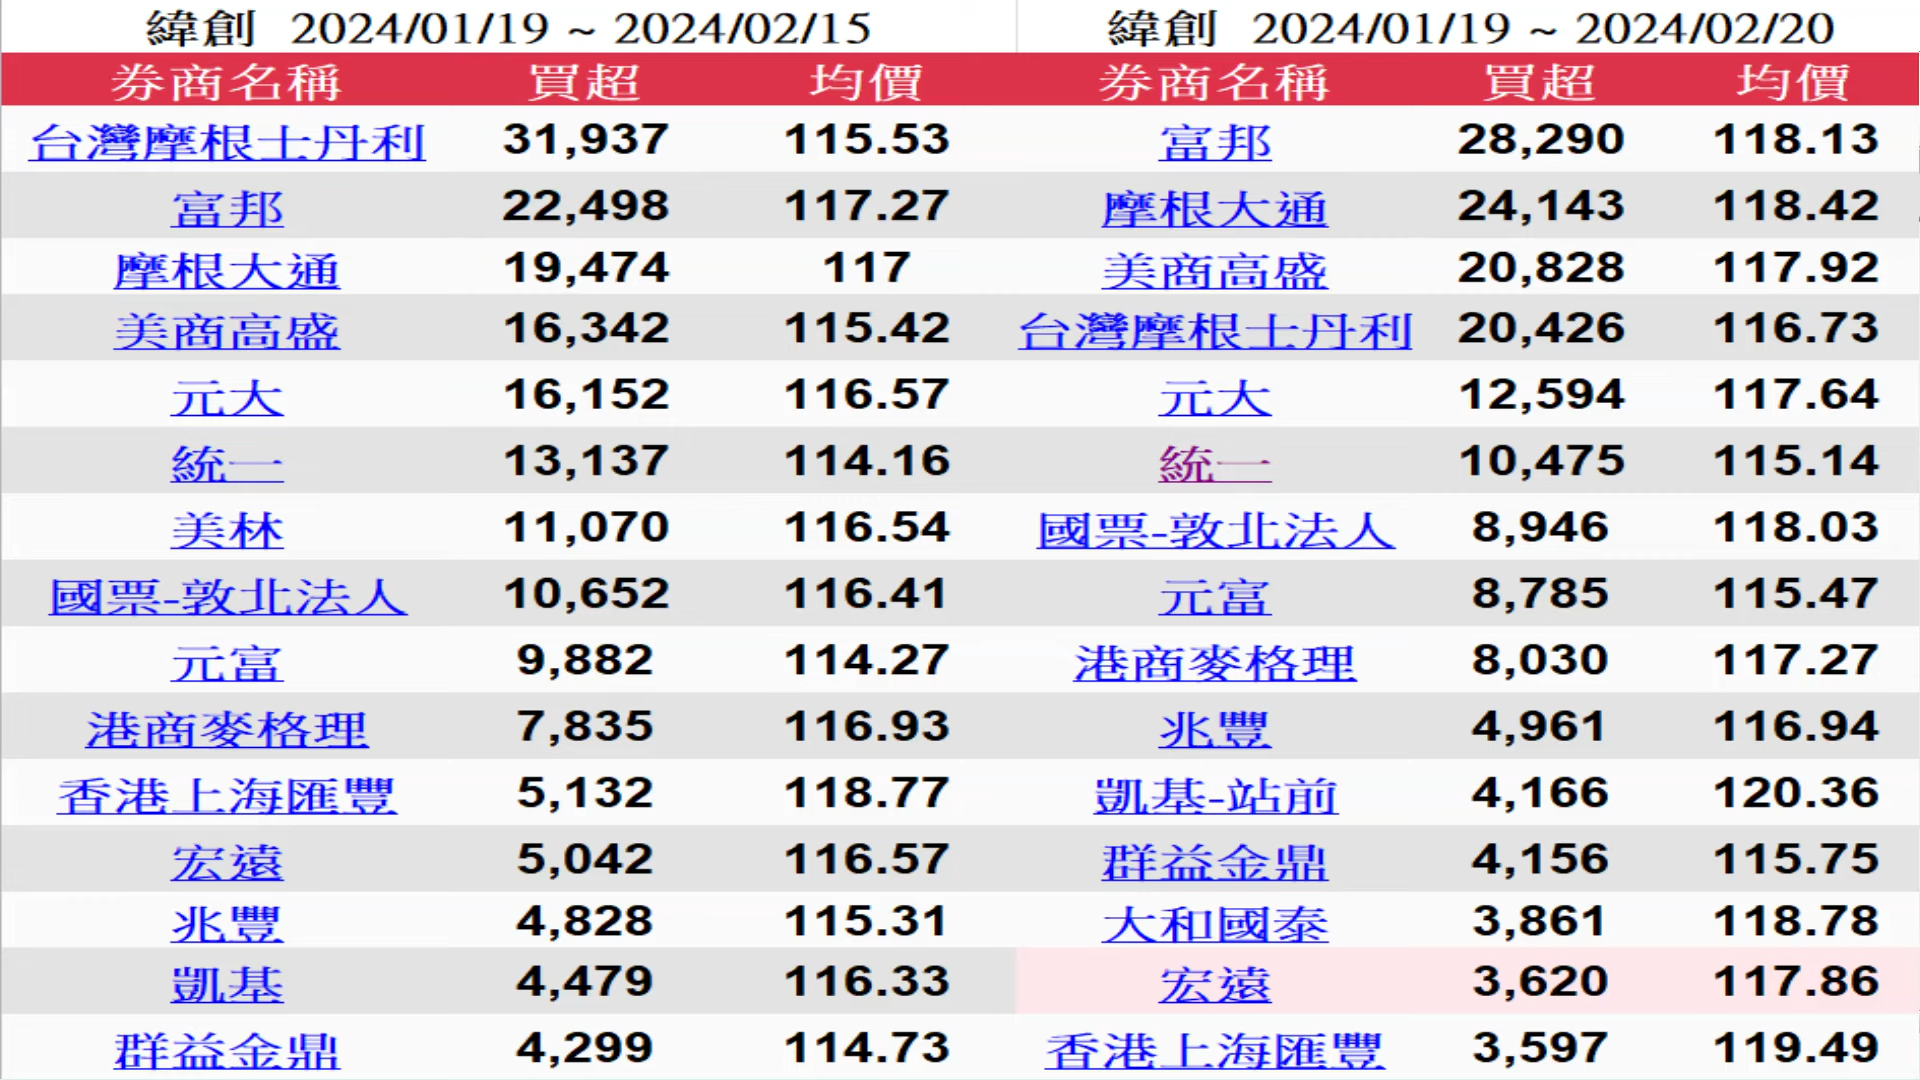 緯創 2024/01/19 ~ 2024/02/15 緯創 2024/01/19 ~ 2024/02/20
券商名稱 買超 均價 券商名稱 買超 均價
台灣摩根士丹利 31,937 115.53 富邦 28,290 118.13
富邦 22,498 117.27 摩根大通 24,143 118.42
摩根大通 19,474 117 美商高盛 20,828 117.92
美商高盛 16,342 115.42 台灣摩根士丹利 20,426 116.73
元大 16,152 116.57 元大 12,594 117.64
統一 13,137 114.16 統一 10,475 115.14
美林 11,070 116.54 國票-敦北法人 8,946 118.03
國票-敦北法人 10,652 116.41 元富 8,785 115.47
元富 9,882 114.27 港商麥格理 8,030 117.27
港商麥格理 7,835 116.93 兆豐 4,961 116.94
香港上海匯豐 5,132 118.77 凱基-站前 4,166 120.36
宏遠 5,042 116.57 群益金鼎 4,156 115.75
兆豐 4,828 115.31 大和國泰 3,861 118.78
凱基 4,479 116.33 宏遠 3,620 117.86
群益金鼎 4,299 114.73 香港上海匯豐 3,597 119.49